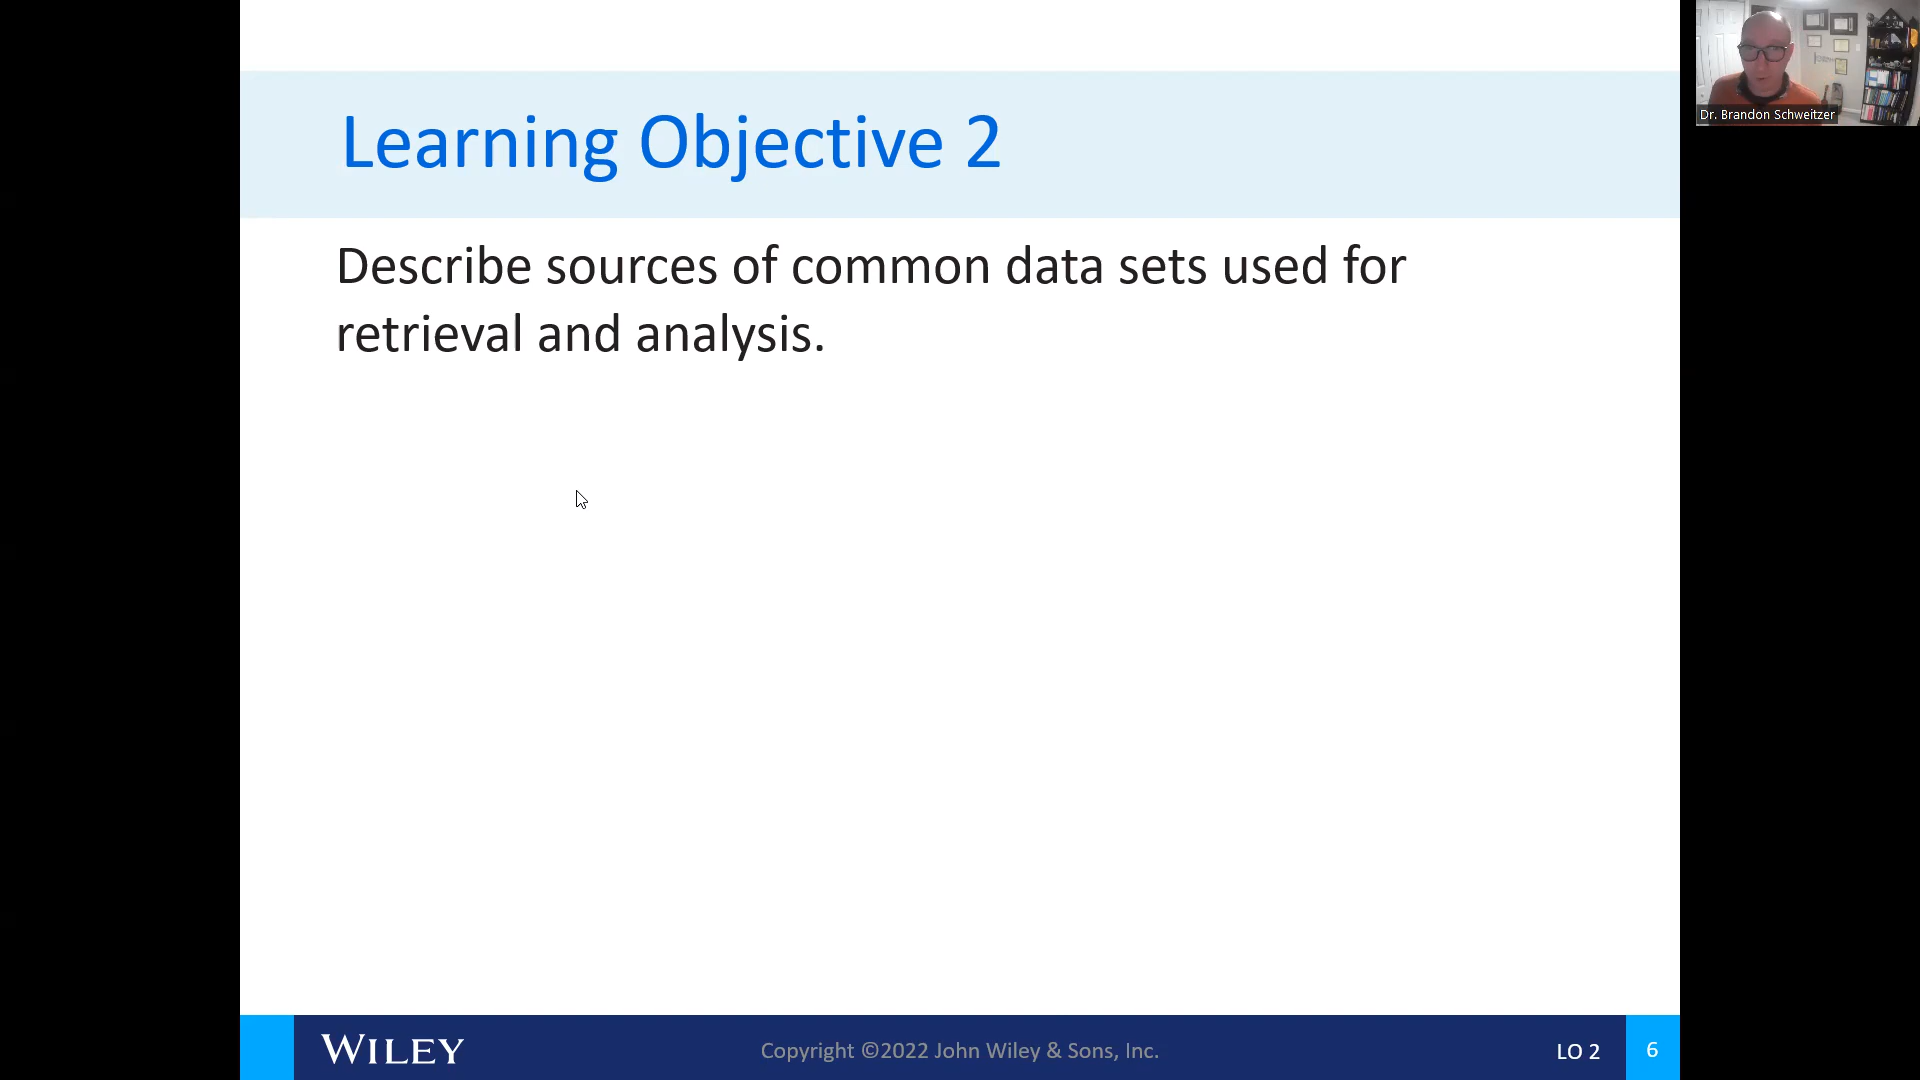 Learning Objective 2
Dr. Brandon Schweitzer
Describe sources of common data sets used for
retrieval and analysis.
WILEY
Copyright ©2022 John Wiley & Sons, Inc.
LO 2
6